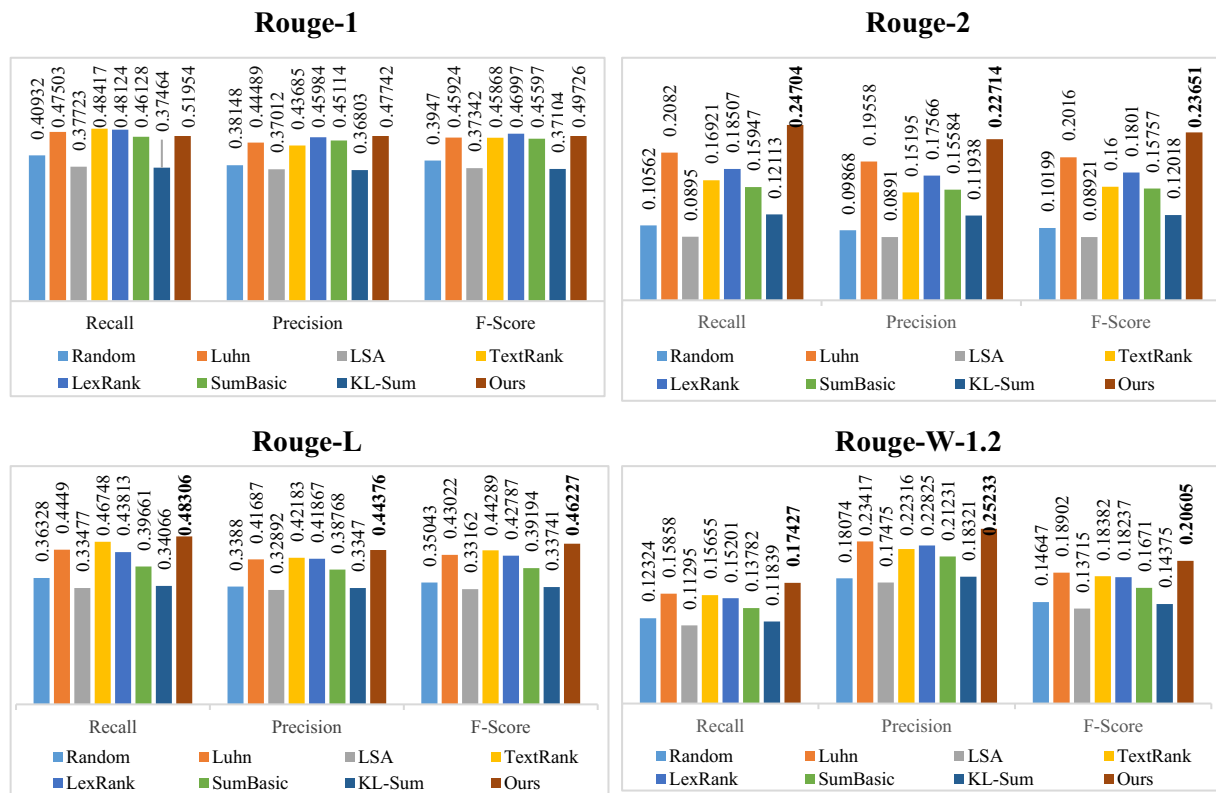 Rouge-1
0.40932 0.47503 0.37723 0.48417 0.48124 0.46128 0.37464 0.51954
0.38148 0.44489 0.37012 0.43685 0.45984 0.45114 0.36803 0.47742
0.3947 0.45924 0.37342 0.45868 0.46997 0.45597 0.37104 0.49726
Recall Precision F-Score
Random Luhn LSA TextRank
LexRank SumBasic KL-Sum Ours
Rouge-2
0.10562 0.2082 0.0895 0.16921 0.18507 0.15947 0.12113 0.24704
0.09868 0.19558 0.0891 0.15195 0.17566 0.15584 0.11938 0.22714
0.10199 0.2016 0.08921 0.16 0.1801 0.15757 0.12018 0.23651
Recall Precision F-Score
Random Luhn LSA TextRank
LexRank SumBasic KL-Sum Ours
Rouge-L
0.36328 0.4449 0.33477 0.46748 0.43813 0.39661 0.34066 0.48306
0.3388 0.41687 0.32892 0.42183 0.41867 0.38768 0.3347 0.44376
0.35043 0.43022 0.33162 0.44289 0.42787 0.39194 0.33741 0.46227
Recall Precision F-Score
Random Luhn LSA TextRank
LexRank SumBasic KL-Sum Ours
Rouge-W-1.2
0.12324 0.15858 0.11295 0.15655 0.15201 0.13782 0.11839 0.17427
0.18074 0.23417 0.17475 0.22316 0.22825 0.21231 0.18321 0.25233
0.14647 0.18902 0.13715 0.18382 0.18237 0.1671 0.14375 0.20605
Recall Precision F-Score
Random Luhn LSA TextRank
LexRank SumBasic KL-Sum Ours